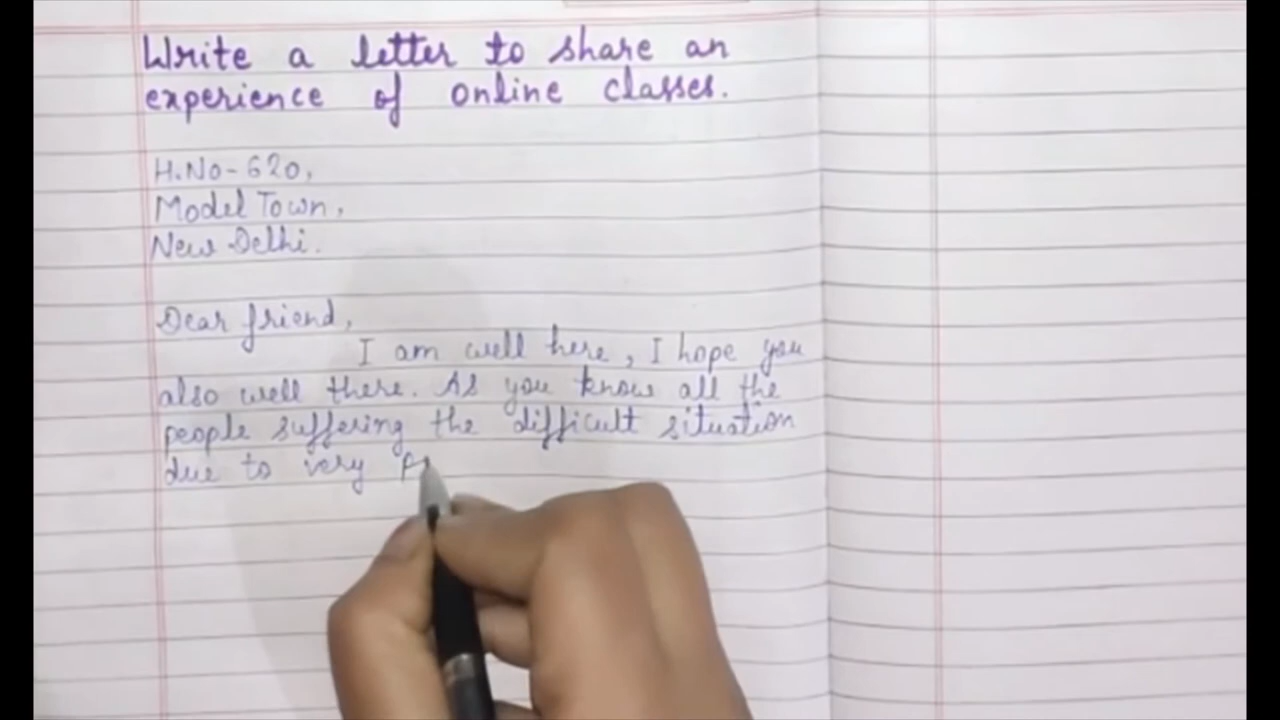 Write a letter to share an
experience of online classes.
H.No-620,
Model Town,
New Delhi.
Dear friend,
I am well here, I hope you
also well there. As you know all the
people suffering the difficult situation
due to very